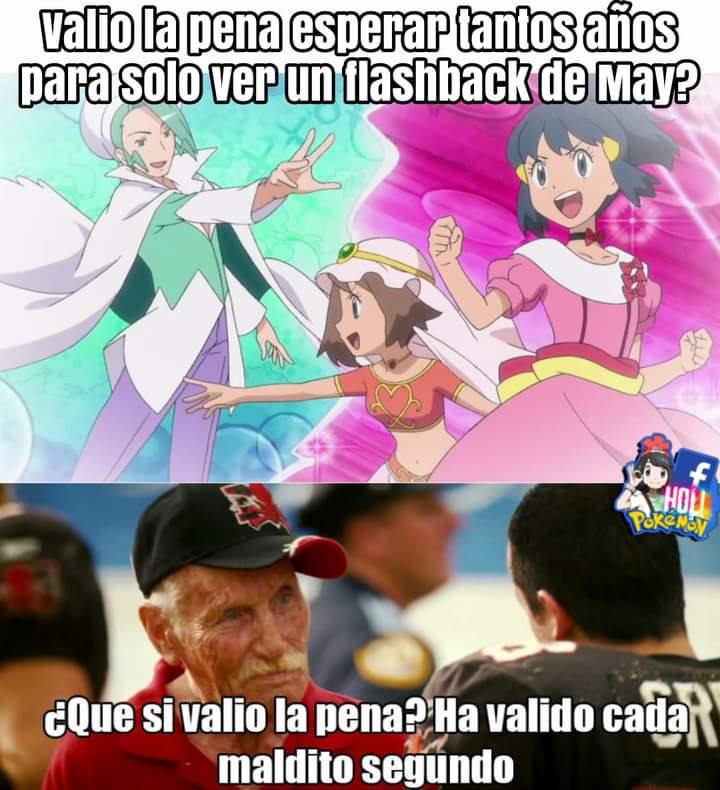 Valio la pena esperar tantos años
para solo ver un flashback de May?
f
HOLI
POKéMON
¿Que si valio la pena? Ha valido cada
maldito segundo